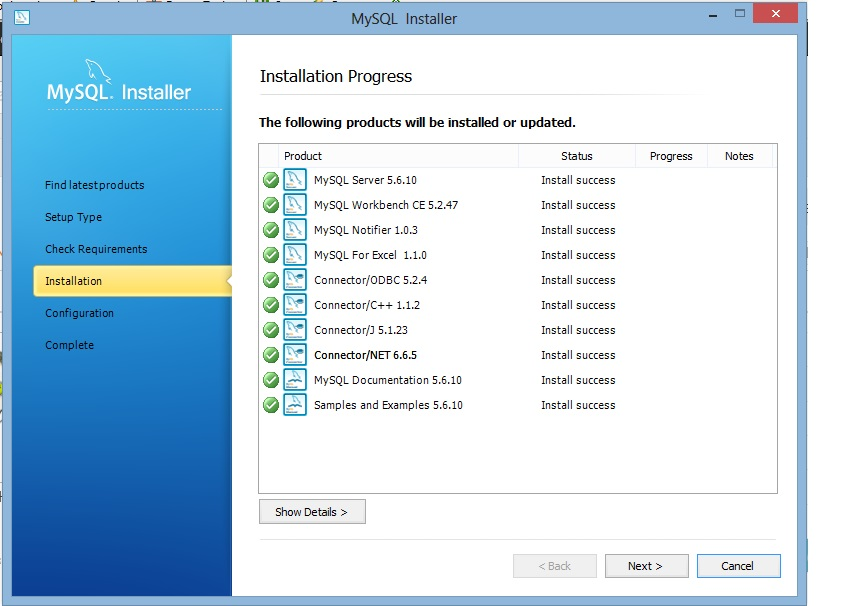 MySQL Installer
MySQL. Installer
Find latest products
Setup Type
Check Requirements
Installation
Configuration
Complete
Installation Progress
The following products will be installed or updated.
Product Status Progress Notes
MySQL Server 5.6.10 Install success
MySQL Workbench CE 5.2.47 Install success
MySQL Notifier 1.0.3 Install success
MySQL For Excel 1.1.0 Install success
Connector/ODBC 5.2.4 Install success
Connector/C++ 1.1.2 Install success
Connector/J 5.1.23 Install success
Connector/NET 6.6.5 Install success
MySQL Documentation 5.6.10 Install success
Samples and Examples 5.6.10 Install success
Show Details >
< Back Next > Cancel